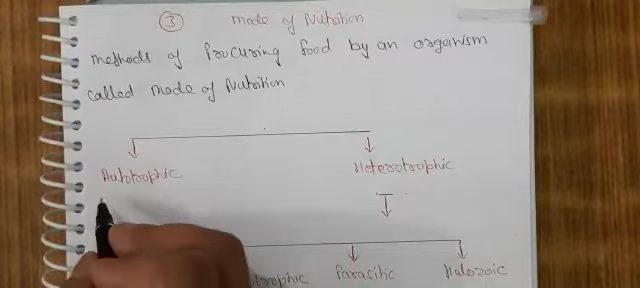 ③ mode of Nutrition
methods of Procuring food by an organism
called mode of Nutrition
Autotrophic Heterotrophic
Parasitic Holozoic